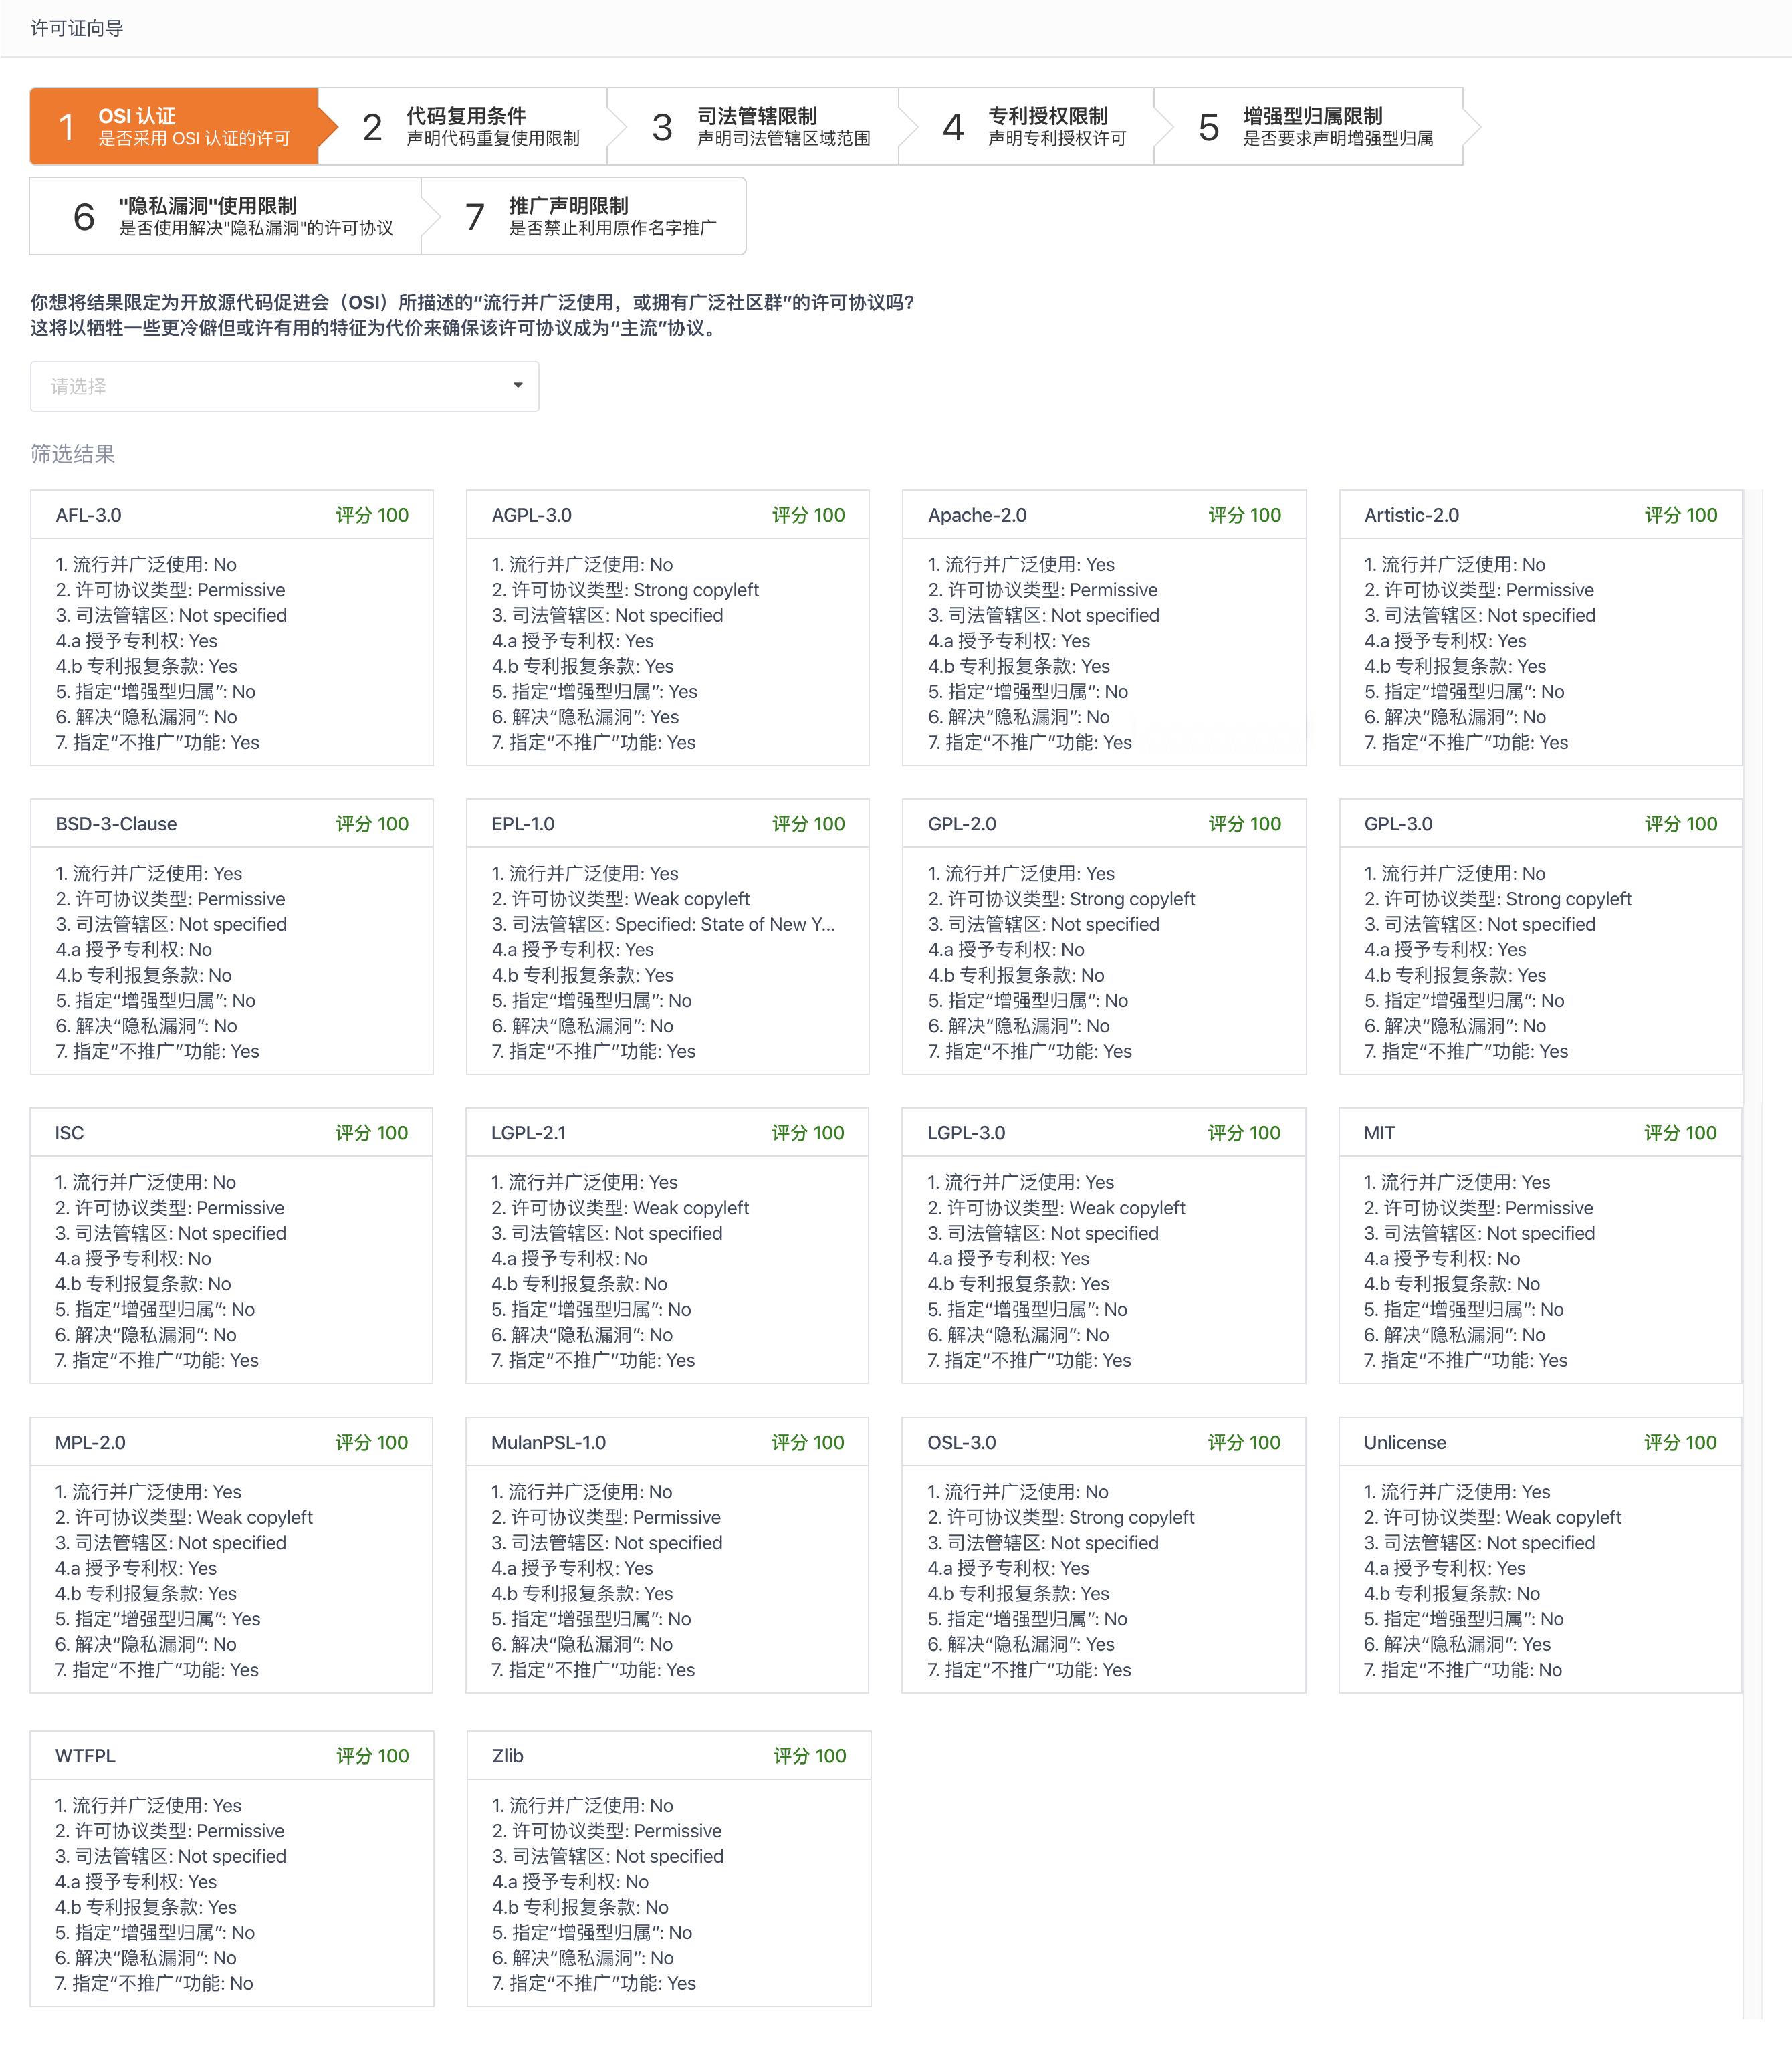 许可证向导
1
OSI 认证
是否采用 OSI 认证的许可
2
代码复用条件
声明代码重复使用限制
3
司法管辖限制
声明司法管辖区域范围
4
专利授权限制
声明专利授权许可
5
增强型归属限制
是否要求声明增强型归属
6
"隐私漏洞"使用限制
是否使用解决"隐私漏洞"的许可协议
7
推广声明限制
是否禁止利用原作名字推广
你想将结果限定为开放源代码促进会（OSI）所描述的“流行并广泛使用，或拥有广泛社区群”的许可协议吗?
这将以牺牲一些更冷僻但或许有用的特征为代价来确保该许可协议成为“主流”协议。
请选择
筛选结果
AFL-3.0 评分 100
1. 流行并广泛使用: No
2. 许可协议类型: Permissive
3. 司法管辖区: Not specified
4.a 授予专利权: Yes
4.b 专利报复条款: Yes
5. 指定“增强型归属”: No
6. 解决“隐私漏洞”: No
7. 指定“不推广”功能: Yes
AGPL-3.0 评分 100
1. 流行并广泛使用: No
2. 许可协议类型: Strong copyleft
3. 司法管辖区: Not specified
4.a 授予专利权: Yes
4.b 专利报复条款: Yes
5. 指定“增强型归属”: Yes
6. 解决“隐私漏洞”: Yes
7. 指定“不推广”功能: Yes
Apache-2.0 评分 100
1. 流行并广泛使用: Yes
2. 许可协议类型: Permissive
3. 司法管辖区: Not specified
4.a 授予专利权: Yes
4.b 专利报复条款: Yes
5. 指定“增强型归属”: No
6. 解决“隐私漏洞”: No
7. 指定“不推广”功能: Yes
Artistic-2.0 评分 100
1. 流行并广泛使用: No
2. 许可协议类型: Permissive
3. 司法管辖区: Not specified
4.a 授予专利权: Yes
4.b 专利报复条款: Yes
5. 指定“增强型归属”: No
6. 解决“隐私漏洞”: No
7. 指定“不推广”功能: Yes
BSD-3-Clause 评分 100
1. 流行并广泛使用: Yes
2. 许可协议类型: Permissive
3. 司法管辖区: Not specified
4.a 授予专利权: No
4.b 专利报复条款: No
5. 指定“增强型归属”: No
6. 解决“隐私漏洞”: No
7. 指定“不推广”功能: Yes
EPL-1.0 评分 100
1. 流行并广泛使用: Yes
2. 许可协议类型: Weak copyleft
3. 司法管辖区: Specified: State of New Y...
4.a 授予专利权: Yes
4.b 专利报复条款: Yes
5. 指定“增强型归属”: No
6. 解决“隐私漏洞”: No
7. 指定“不推广”功能: Yes
GPL-2.0 评分 100
1. 流行并广泛使用: Yes
2. 许可协议类型: Strong copyleft
3. 司法管辖区: Not specified
4.a 授予专利权: No
4.b 专利报复条款: No
5. 指定“增强型归属”: No
6. 解决“隐私漏洞”: No
7. 指定“不推广”功能: Yes
GPL-3.0 评分 100
1. 流行并广泛使用: No
2. 许可协议类型: Strong copyleft
3. 司法管辖区: Not specified
4.a 授予专利权: Yes
4.b 专利报复条款: Yes
5. 指定“增强型归属”: No
6. 解决“隐私漏洞”: No
7. 指定“不推广”功能: Yes
ISC 评分 100
1. 流行并广泛使用: No
2. 许可协议类型: Permissive
3. 司法管辖区: Not specified
4.a 授予专利权: No
4.b 专利报复条款: No
5. 指定“增强型归属”: No
6. 解决“隐私漏洞”: No
7. 指定“不推广”功能: Yes
LGPL-2.1 评分 100
1. 流行并广泛使用: Yes
2. 许可协议类型: Weak copyleft
3. 司法管辖区: Not specified
4.a 授予专利权: No
4.b 专利报复条款: No
5. 指定“增强型归属”: No
6. 解决“隐私漏洞”: No
7. 指定“不推广”功能: Yes
LGPL-3.0 评分 100
1. 流行并广泛使用: Yes
2. 许可协议类型: Weak copyleft
3. 司法管辖区: Not specified
4.a 授予专利权: Yes
4.b 专利报复条款: Yes
5. 指定“增强型归属”: No
6. 解决“隐私漏洞”: No
7. 指定“不推广”功能: Yes
MIT 评分 100
1. 流行并广泛使用: Yes
2. 许可协议类型: Permissive
3. 司法管辖区: Not specified
4.a 授予专利权: No
4.b 专利报复条款: No
5. 指定“增强型归属”: No
6. 解决“隐私漏洞”: No
7. 指定“不推广”功能: Yes
MPL-2.0 评分 100
1. 流行并广泛使用: Yes
2. 许可协议类型: Weak copyleft
3. 司法管辖区: Not specified
4.a 授予专利权: Yes
4.b 专利报复条款: Yes
5. 指定“增强型归属”: Yes
6. 解决“隐私漏洞”: No
7. 指定“不推广”功能: Yes
MulanPSL-1.0 评分 100
1. 流行并广泛使用: No
2. 许可协议类型: Permissive
3. 司法管辖区: Not specified
4.a 授予专利权: Yes
4.b 专利报复条款: Yes
5. 指定“增强型归属”: No
6. 解决“隐私漏洞”: No
7. 指定“不推广”功能: Yes
OSL-3.0 评分 100
1. 流行并广泛使用: No
2. 许可协议类型: Strong copyleft
3. 司法管辖区: Not specified
4.a 授予专利权: Yes
4.b 专利报复条款: Yes
5. 指定“增强型归属”: No
6. 解决“隐私漏洞”: Yes
7. 指定“不推广”功能: Yes
Unlicense 评分 100
1. 流行并广泛使用: Yes
2. 许可协议类型: Weak copyleft
3. 司法管辖区: Not specified
4.a 授予专利权: Yes
4.b 专利报复条款: No
5. 指定“增强型归属”: No
6. 解决“隐私漏洞”: Yes
7. 指定“不推广”功能: No
WTFPL 评分 100
1. 流行并广泛使用: Yes
2. 许可协议类型: Permissive
3. 司法管辖区: Not specified
4.a 授予专利权: Yes
4.b 专利报复条款: Yes
5. 指定“增强型归属”: No
6. 解决“隐私漏洞”: No
7. 指定“不推广”功能: No
Zlib 评分 100
1. 流行并广泛使用: No
2. 许可协议类型: Permissive
3. 司法管辖区: Not specified
4.a 授予专利权: No
4.b 专利报复条款: No
5. 指定“增强型归属”: No
6. 解决“隐私漏洞”: No
7. 指定“不推广”功能: Yes